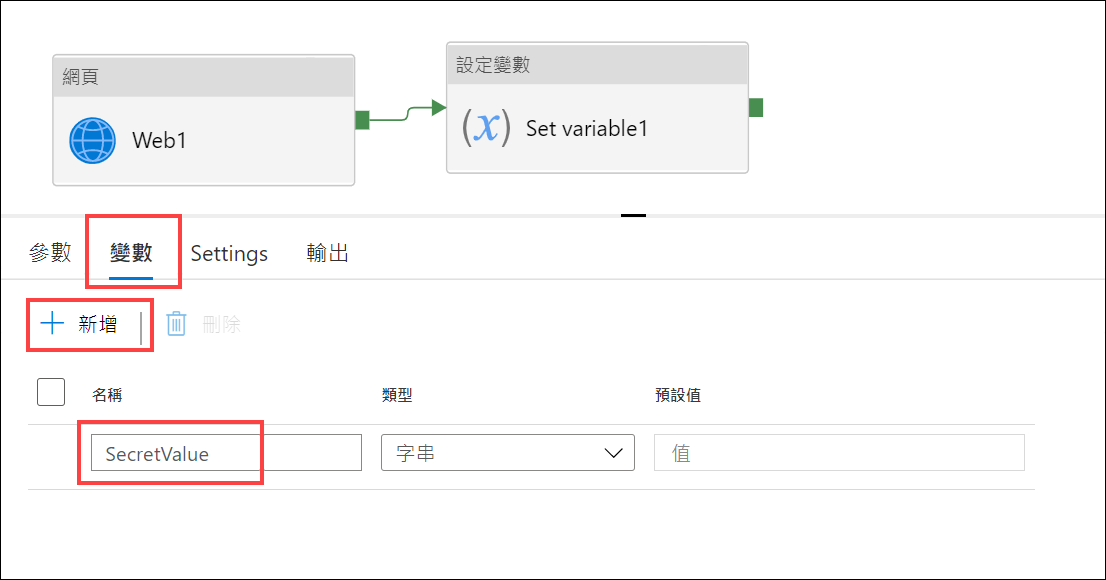 網頁
Web1
設定變數
(x) Set variable1
參數 變數 Settings 輸出
新增 刪除
名稱 類型 預設值
SecretValue 字串 值